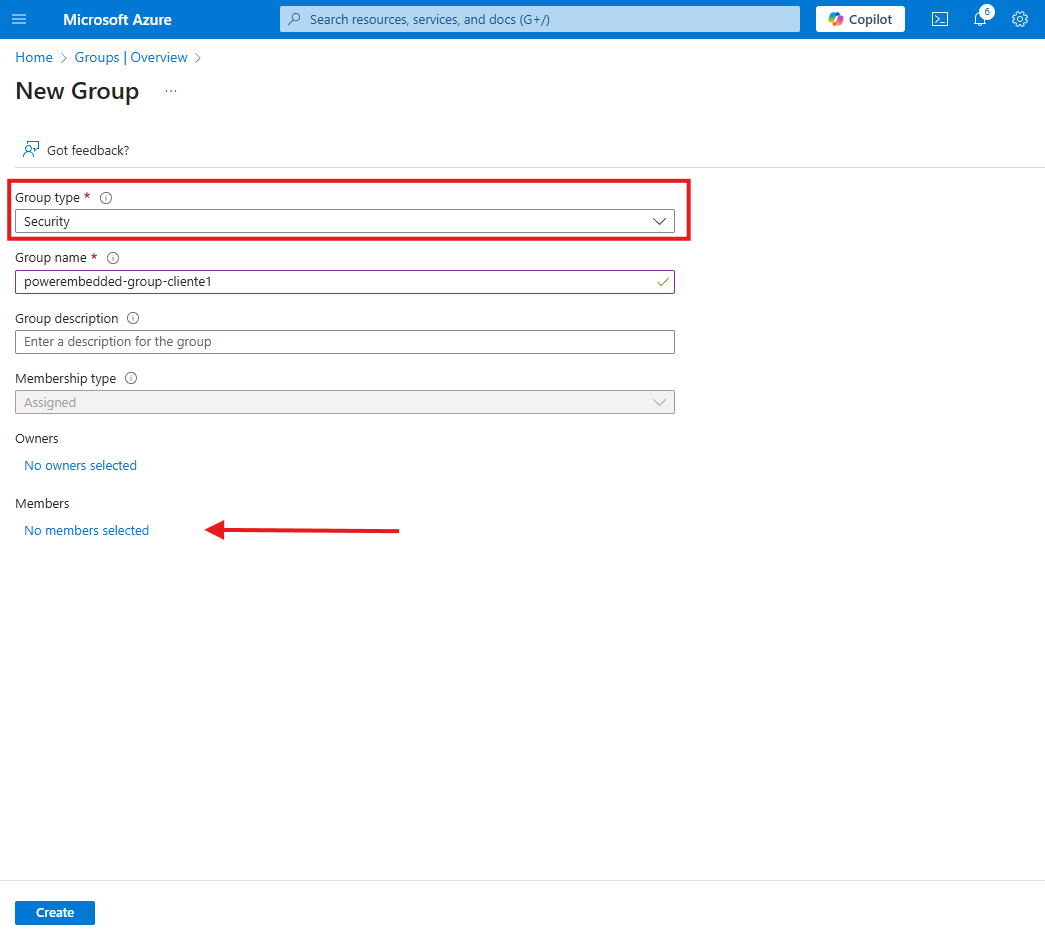 Microsoft Azure
Search resources, services, and docs (G+/)
Copilot
6
Home > Groups | Overview >
New Group ...
Got feedback?
Group type *
Security
Group name *
powerembedded-group-cliente1
Group description
Enter a description for the group
Membership type
Assigned
Owners
No owners selected
Members
No members selected
Create